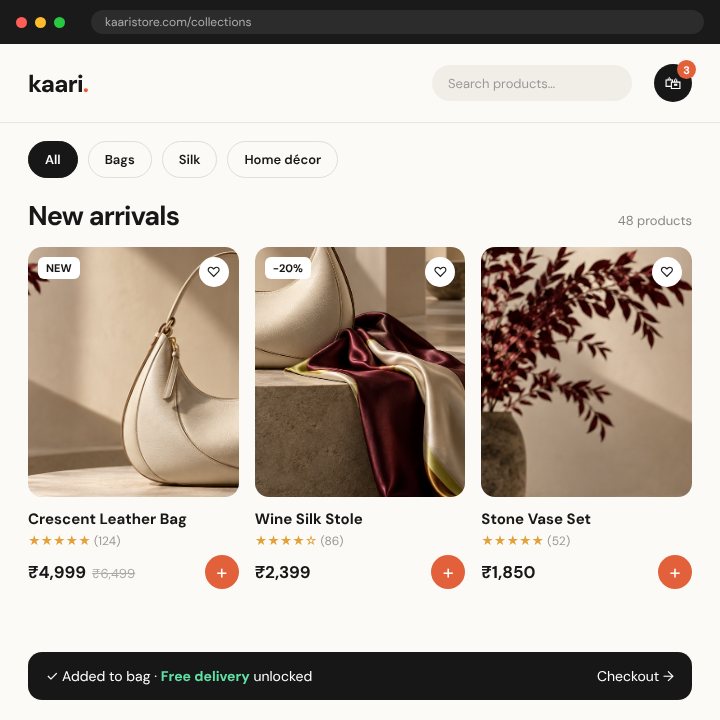 kaaristore.com/collections
kaari.
Search products...
3
All
Bags
Silk
Home décor
New arrivals
48 products
NEW
-20%
Crescent Leather Bag
★★★★★ (124)
₹4,999 ₹6,499
+
Wine Silk Stole
★★★★☆ (86)
₹2,399
+
Stone Vase Set
★★★★★ (52)
₹1,850
+
✓ Added to bag · Free delivery unlocked
Checkout →